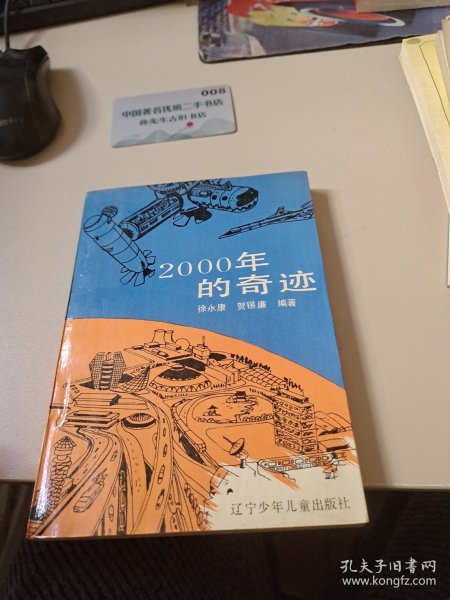 008
中国著名优质二手书店
孙先生古旧书店
2000年
的奇迹
徐永康 贺锡廉 编著
辽宁少年儿童出版社
孔夫子旧书网
www.kongfz.com